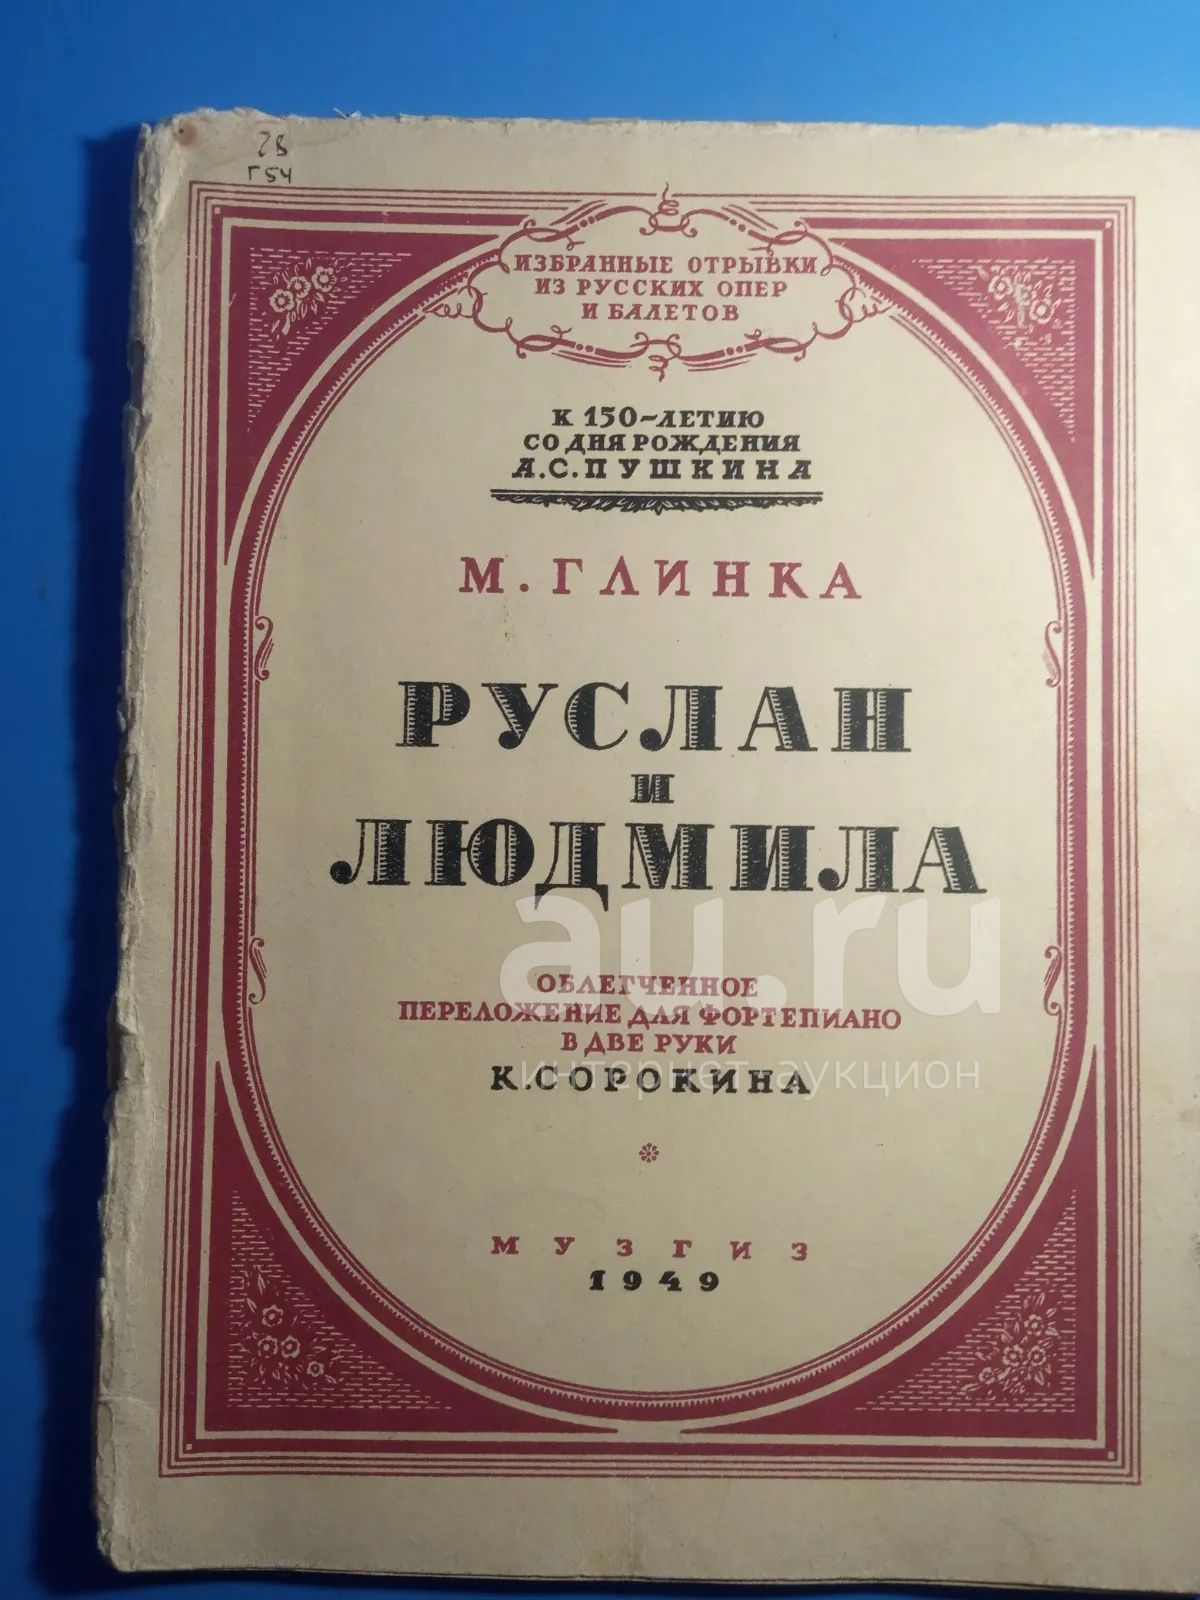 28
Г54
ИЗБРАННЫЕ ОТРЫВКИ
ИЗ РУССКИХ ОПЕР
И БАЛЕТОВ
К 150-ЛЕТИЮ
СО ДНЯ РОЖДЕНИЯ
А.С.ПУШКИНА
М. ГЛИНКА
РУСЛАН
И
ЛЮДМИЛА
au.ru
ОБЛЕГЧЕННОЕ
ПЕРЕЛОЖЕНИЕ ДЛЯ ФОРТЕПИАНО
В ДВЕ РУКИ
интернет аукцион
К.СОРОКИНА
МУЗГИЗ
1949